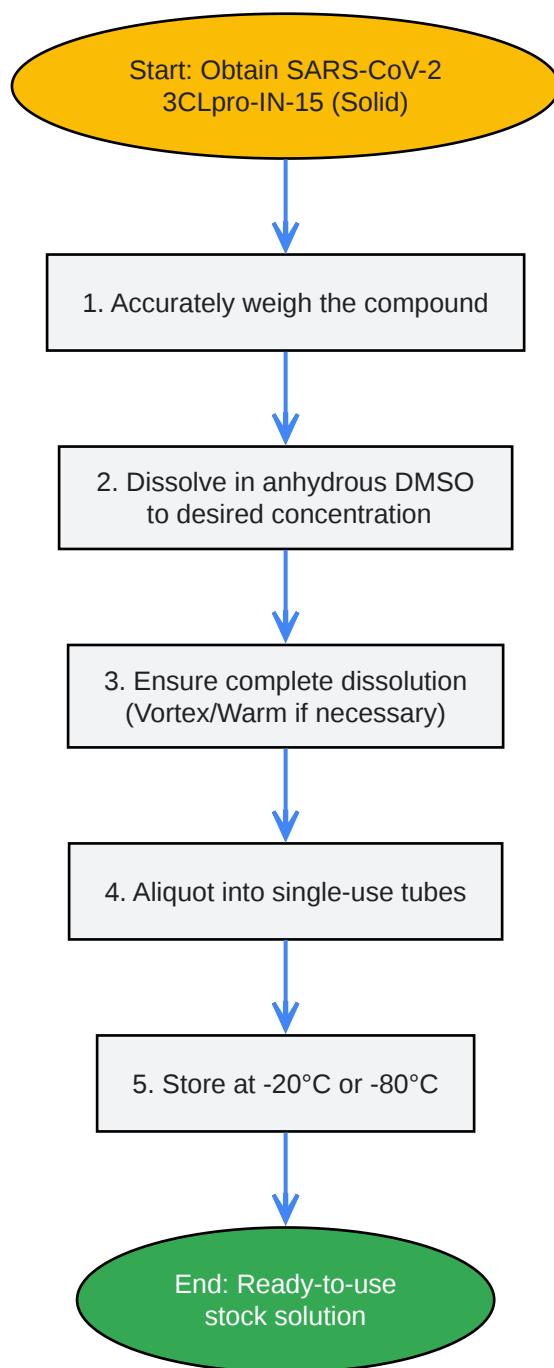 Start: Obtain SARS-CoV-2
3CLpro-IN-15 (Solid)
1. Accurately weigh the compound
2. Dissolve in anhydrous DMSO
to desired concentration
3. Ensure complete dissolution
(Vortex/Warm if necessary)
4. Aliquot into single-use tubes
5. Store at -20°C or -80°C
End: Ready-to-use
stock solution